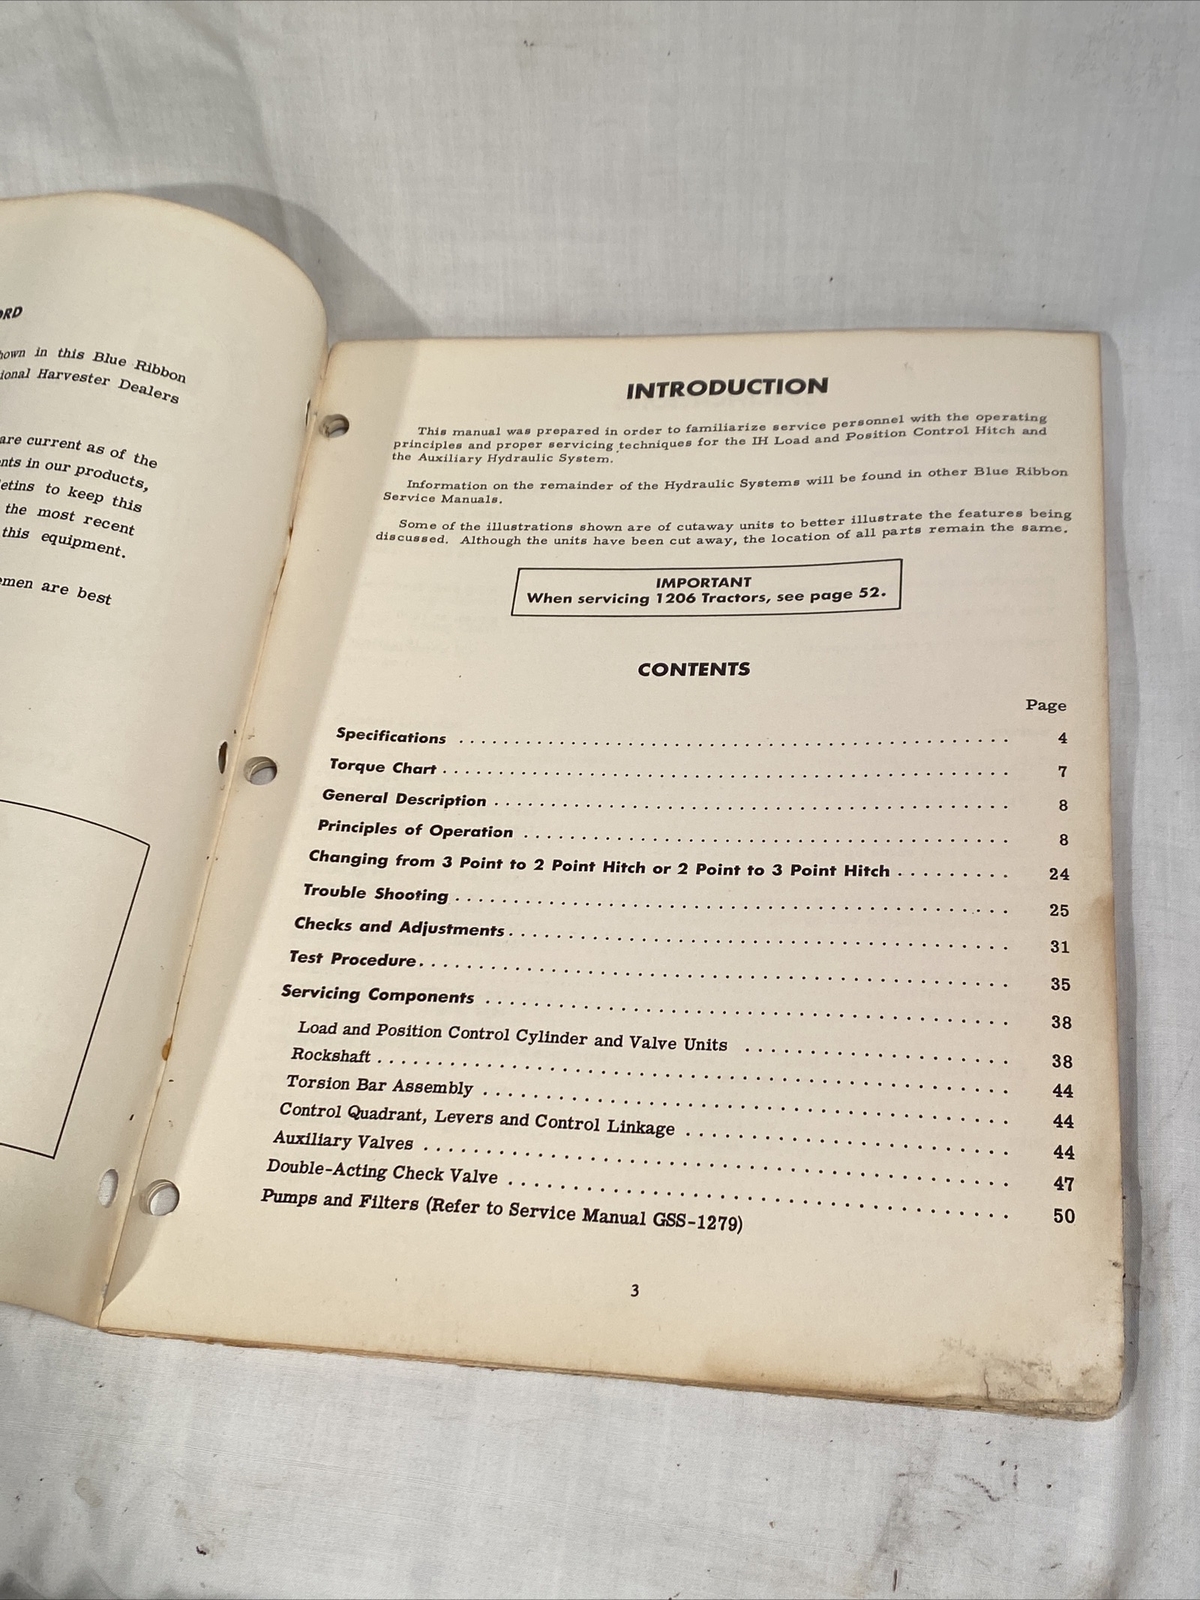 own in this Blue Ribbon
ional Harvester Dealers
are current as of the
nts in our products,
etins to keep this
the most recent
this equipment.
men are best
INTRODUCTION
This manual was prepared in order to familiarize service personnel with the operating
principles and proper servicing techniques for the IH Load and Position Control Hitch and
the Auxiliary Hydraulic System.
Information on the remainder of the Hydraulic Systems will be found in other Blue Ribbon
Service Manuals.
Some of the illustrations shown are of cutaway units to better illustrate the features being
discussed. Although the units have been cut away, the location of all parts remain the same.
IMPORTANT
When servicing 1206 Tractors, see page 52.
CONTENTS
Page
Specifications . . . . . . . . . . 4
Torque Chart . . . . . . . . . . 7
General Description . . . . . . . . . . 8
Principles of Operation . . . . . . . . . . 8
Changing from 3 Point to 2 Point Hitch or 2 Point to 3 Point Hitch . . . . . . . . . . 24
Trouble Shooting . . . . . . . . . . 25
Checks and Adjustments . . . . . . . . . . 31
Test Procedure . . . . . . . . . . 35
Servicing Components . . . . . . . . . . 38
Load and Position Control Cylinder and Valve Units . . . . . . . . . . 38
Rockshaft . . . . . . . . . . 44
Torsion Bar Assembly . . . . . . . . . . 44
Control Quadrant, Levers and Control Linkage . . . . . . . . . . 44
Auxiliary Valves . . . . . . . . . . 47
Double-Acting Check Valve . . . . . . . . . . 50
Pumps and Filters (Refer to Service Manual GSS-1279)
3